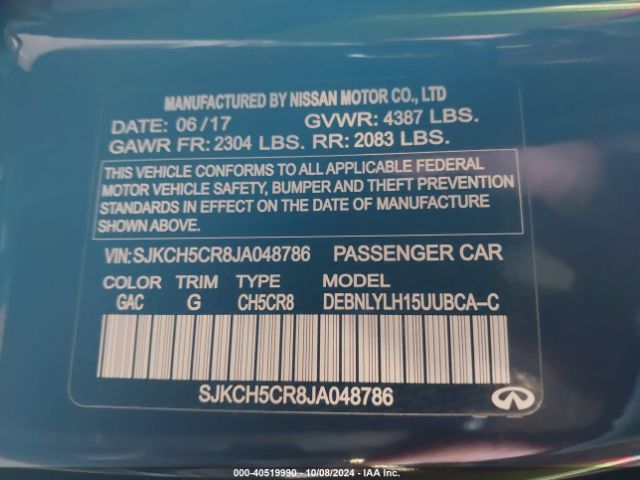 MANUFACTURED BY NISSAN MOTOR CO., LTD
DATE: 06/17 GVWR: 4387 LBS.
GAWR FR: 2304 LBS. RR: 2083 LBS.
THIS VEHICLE CONFORMS TO ALL APPLICABLE FEDERAL
MOTOR VEHICLE SAFETY, BUMPER AND THEFT PREVENTION
STANDARDS IN EFFECT ON THE DATE OF MANUFACTURE
SHOWN ABOVE.
VIN: SJKCH5CR8JA048786 PASSENGER CAR
COLOR TRIM TYPE MODEL
GAC G CH5CR8 DEBNLYLH15UUBCA-C
SJKCH5CR8JA048786
000-40519990 - 10/08/2024 - IAA Inc.